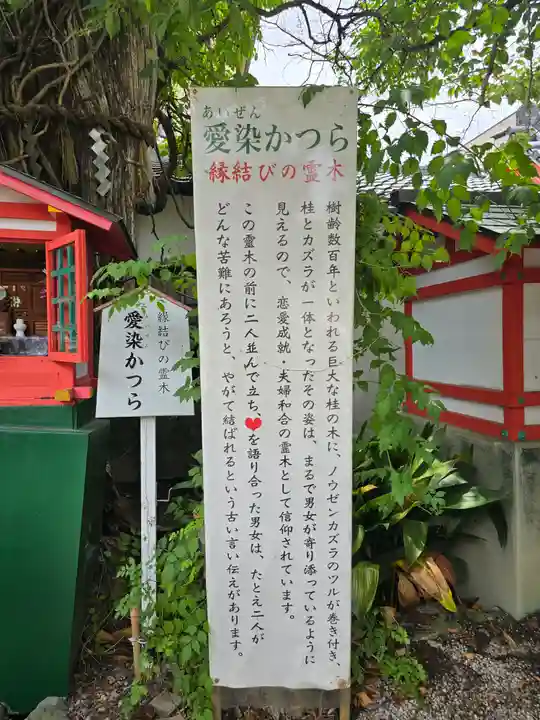 あいぜん
愛染かつら
縁結びの霊木
樹齢数百年といわれる巨大な桂の木に、ノウゼンカズラのツルが巻き付き、
桂とカズラが一体となったその姿は、まるで男女が寄り添っているように
見えるので、恋愛成就・夫婦和合の霊木として信仰されています。
この霊木の前に二人並んで立ち、❤を語り合った男女は、たとえ二人が
どんな苦難にあろうと、やがて結ばれるという古い言い伝えがあります。
縁結びの霊木
愛染かつら